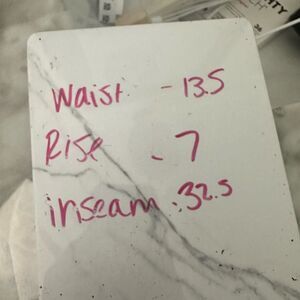 Waist - 13.5
Rise - 7
inseam . 32.5